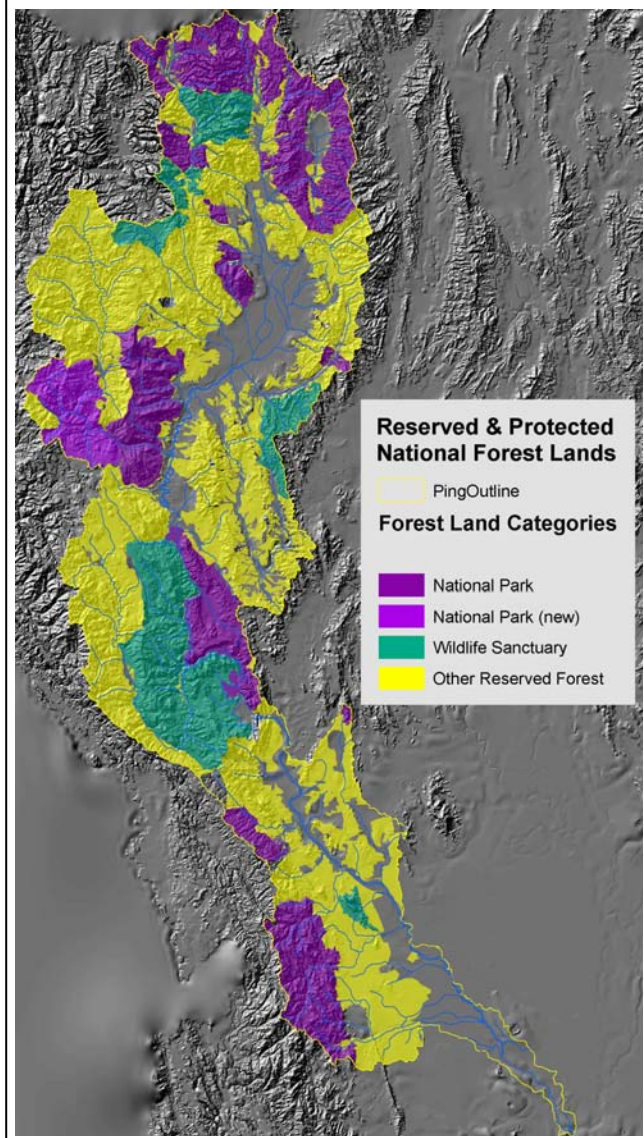 Reserved & Protected
National Forest Lands
PingOutline
Forest Land Categories
National Park
National Park (new)
Wildlife Sanctuary
Other Reserved Forest